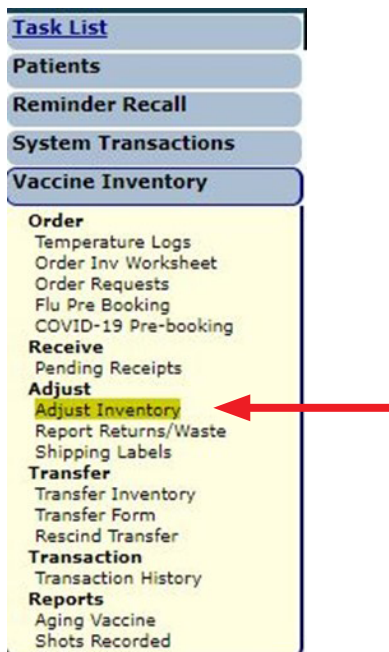 Task List
Patients
Reminder Recall
System Transactions
Vaccine Inventory
Order
Temperature Logs
Order Inv Worksheet
Order Requests
Flu Pre Booking
COVID-19 Pre-booking
Receive
Pending Receipts
Adjust
Adjust Inventory
Report Returns/Waste
Shipping Labels
Transfer
Transfer Inventory
Transfer Form
Rescind Transfer
Transaction
Transaction History
Reports
Aging Vaccine
Shots Recorded